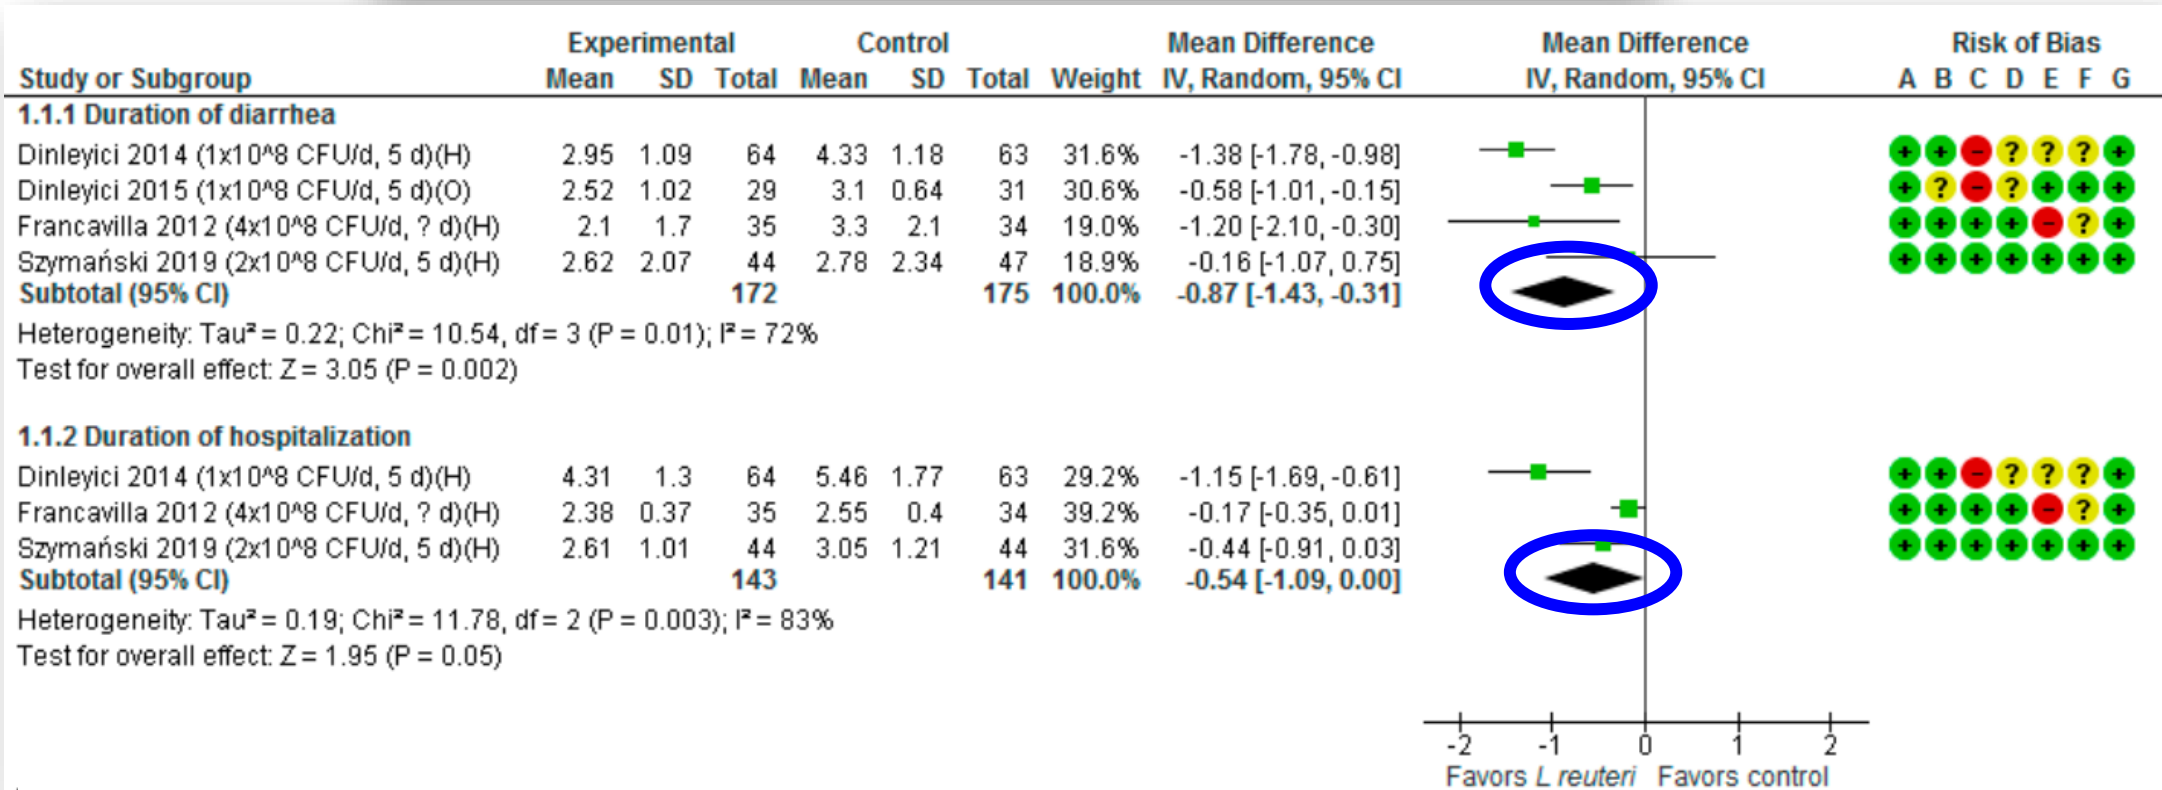 Experimental Control Mean Difference Mean Difference Risk of Bias
Study or Subgroup Mean SD Total Mean SD Total Weight IV, Random, 95% CI IV, Random, 95% CI A B C D E F G
1.1.1 Duration of diarrhea
Dinleyici 2014 (1x10^8 CFU/d, 5 d)(H) 2.95 1.09 64 4.33 1.18 63 31.6% -1.38 [-1.78, -0.98] + + - ? ? ? +
Dinleyici 2015 (1x10^8 CFU/d, 5 d)(O) 2.52 1.02 29 3.1 0.64 31 30.6% -0.58 [-1.01, -0.15] + ? - ? + + +
Francavilla 2012 (4x10^8 CFU/d, ? d)(H) 2.1 1.7 35 3.3 2.1 34 19.0% -1.20 [-2.10, -0.30] + + + + - ? +
Szymański 2019 (2x10^8 CFU/d, 5 d)(H) 2.62 2.07 44 2.78 2.34 47 18.9% -0.16 [-1.07, 0.75] + + + + + + +
Subtotal (95% CI) 172 175 100.0% -0.87 [-1.43, -0.31]
Heterogeneity: Tau² = 0.22; Chi² = 10.54, df = 3 (P = 0.01); I² = 72%
Test for overall effect: Z = 3.05 (P = 0.002)
1.1.2 Duration of hospitalization
Dinleyici 2014 (1x10^8 CFU/d, 5 d)(H) 4.31 1.3 64 5.46 1.77 63 29.2% -1.15 [-1.69, -0.61] + + - ? ? ? +
Francavilla 2012 (4x10^8 CFU/d, ? d)(H) 2.38 0.37 35 2.55 0.4 34 39.2% -0.17 [-0.35, 0.01] + + + + - ? +
Szymański 2019 (2x10^8 CFU/d, 5 d)(H) 2.61 1.01 44 3.05 1.21 44 31.6% -0.44 [-0.91, 0.03] + + + + + + +
Subtotal (95% CI) 143 141 100.0% -0.54 [-1.09, 0.00]
Heterogeneity: Tau² = 0.19; Chi² = 11.78, df = 2 (P = 0.003); I² = 83%
Test for overall effect: Z = 1.95 (P = 0.05)
-2 -1 0 1 2
Favors L reuteri Favors control